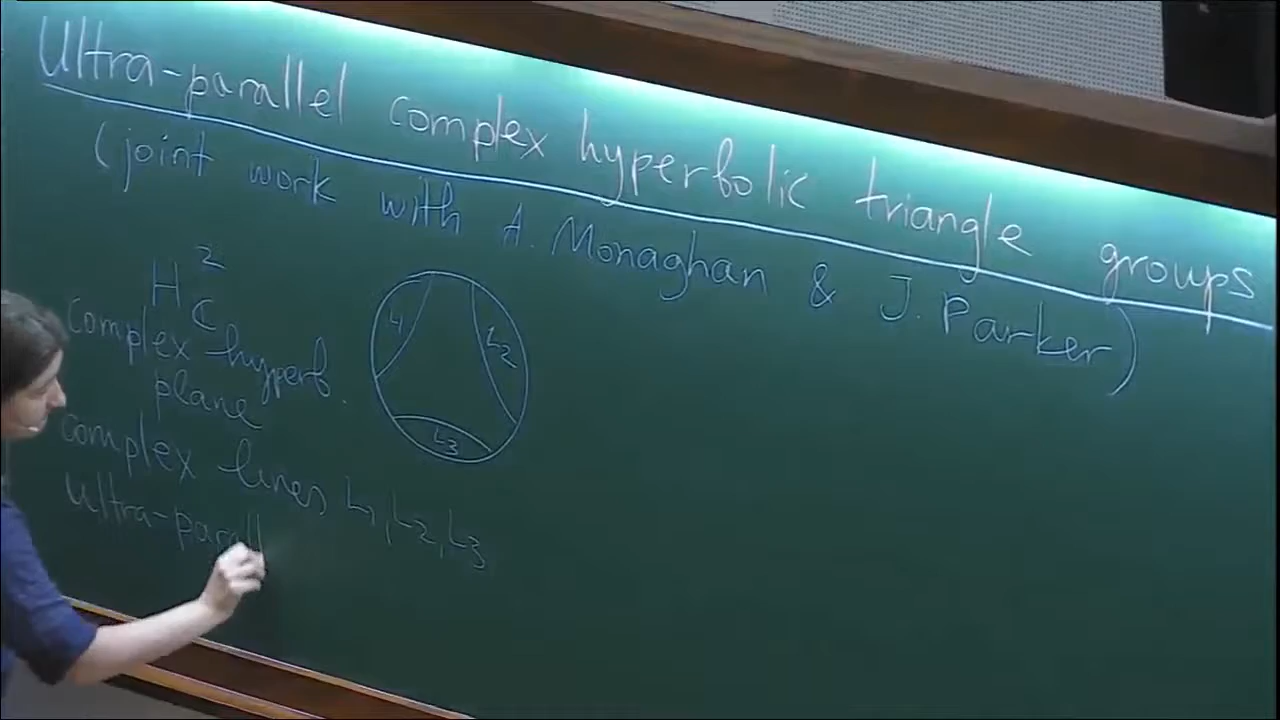 Ultra-parallel complex hyperbolic triangle groups
(joint work with A. Monaghan & J. Parker)
H²_C
complex hyperb.
plane
L1
L2
L3
complex lines L1, L2, L3
Ultra-parall